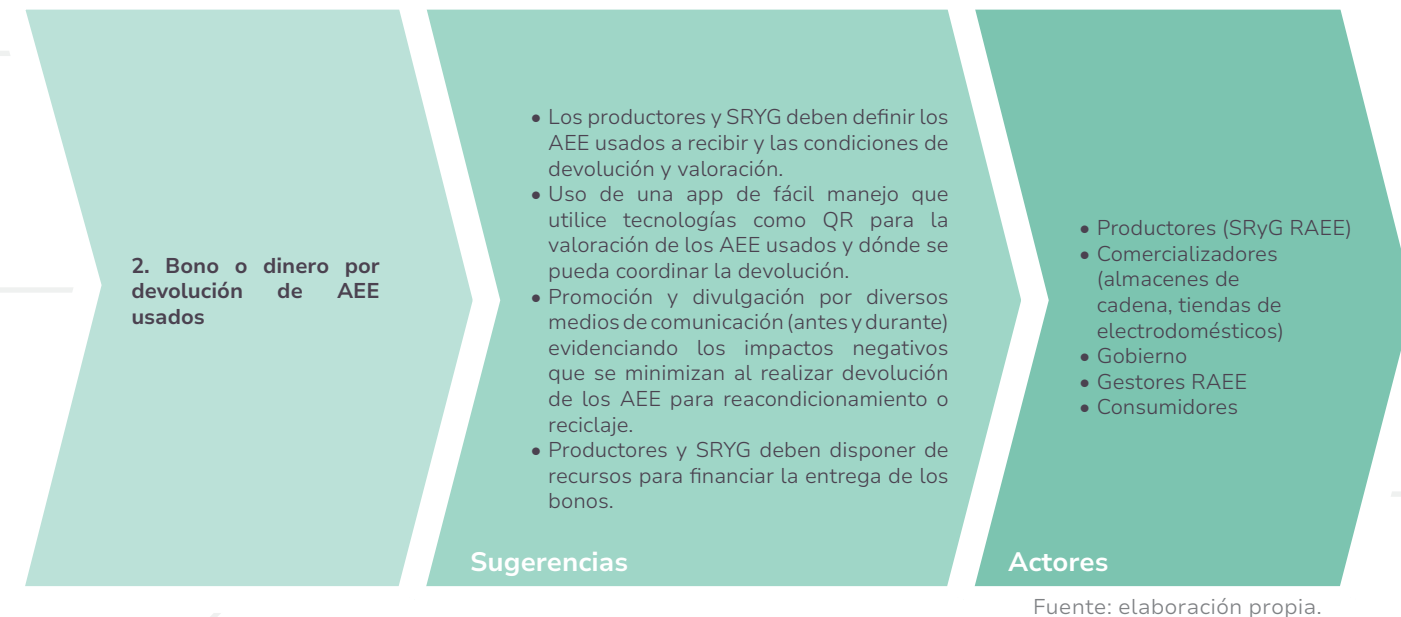 2. Bono o dinero por
devolución de AEE
usados
• Los productores y SRYG deben definir los
AEE usados a recibir y las condiciones de
devolución y valoración.
• Uso de una app de fácil manejo que
utilice tecnologías como QR para la
valoración de los AEE usados y dónde se
pueda coordinar la devolución.
• Promoción y divulgación por diversos
medios de comunicación (antes y durante)
evidenciando los impactos negativos
que se minimizan al realizar devolución
de los AEE para reacondicionamiento o
reciclaje.
• Productores y SRYG deben disponer de
recursos para financiar la entrega de los
bonos.
Sugerencias
• Productores (SRyG RAEE)
• Comercializadores
(almacenes de
cadena, tiendas de
electrodomésticos)
• Gobierno
• Gestores RAEE
• Consumidores
Actores
Fuente: elaboración propia.